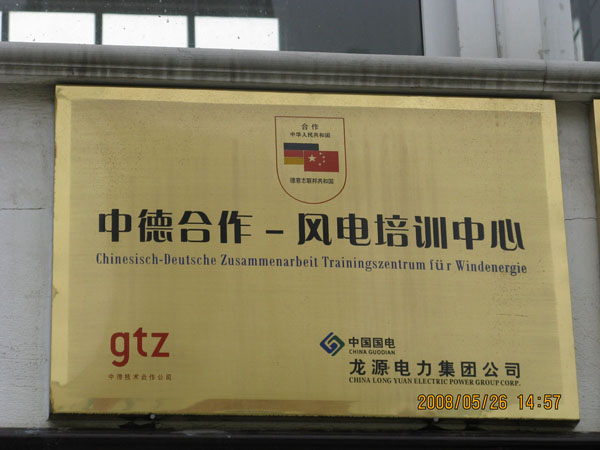 合作
中华人民共和国
德意志联邦共和国
中德合作－风电培训中心
Chinesisch-Deutsche Zusammenarbeit Trainingszentrum für Windenergie
gtz
中德技术合作公司
中国国电
CHINA GUODIAN
龙源电力集团公司
CHINA LONG YUAN ELECTRIC POWER GROUP CORP.
2008/05/26 14:57